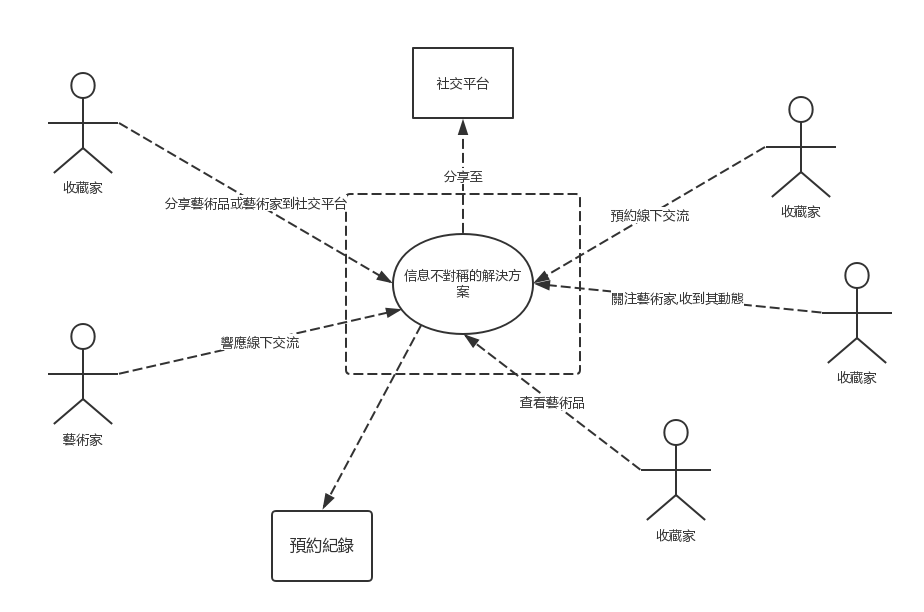 社交平台
收藏家
分享至
分享藝術品或藝術家到社交平台
收藏家
預約線下交流
信息不對稱的解決方
案
關注藝術家,收到其動態
響應線下交流
收藏家
查看藝術品
藝術家
收藏家
預約紀錄